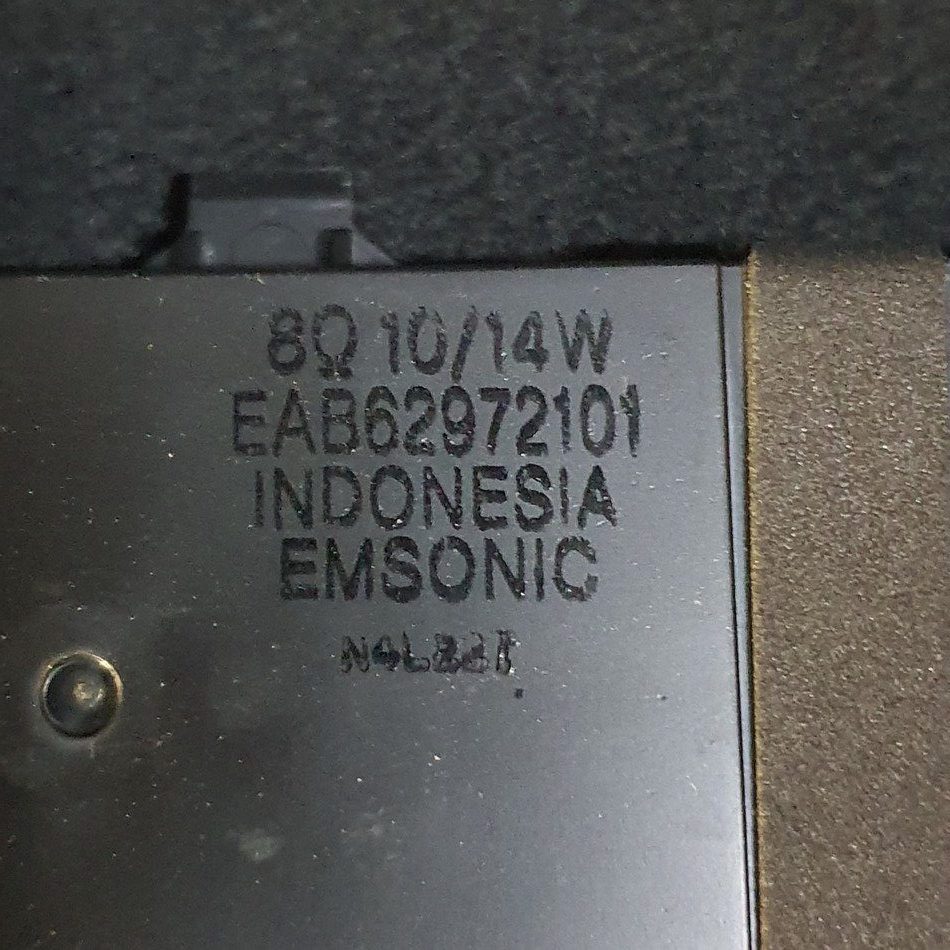 8Ω 10/14W
EAB62972101
INDONESIA
EMSONIC